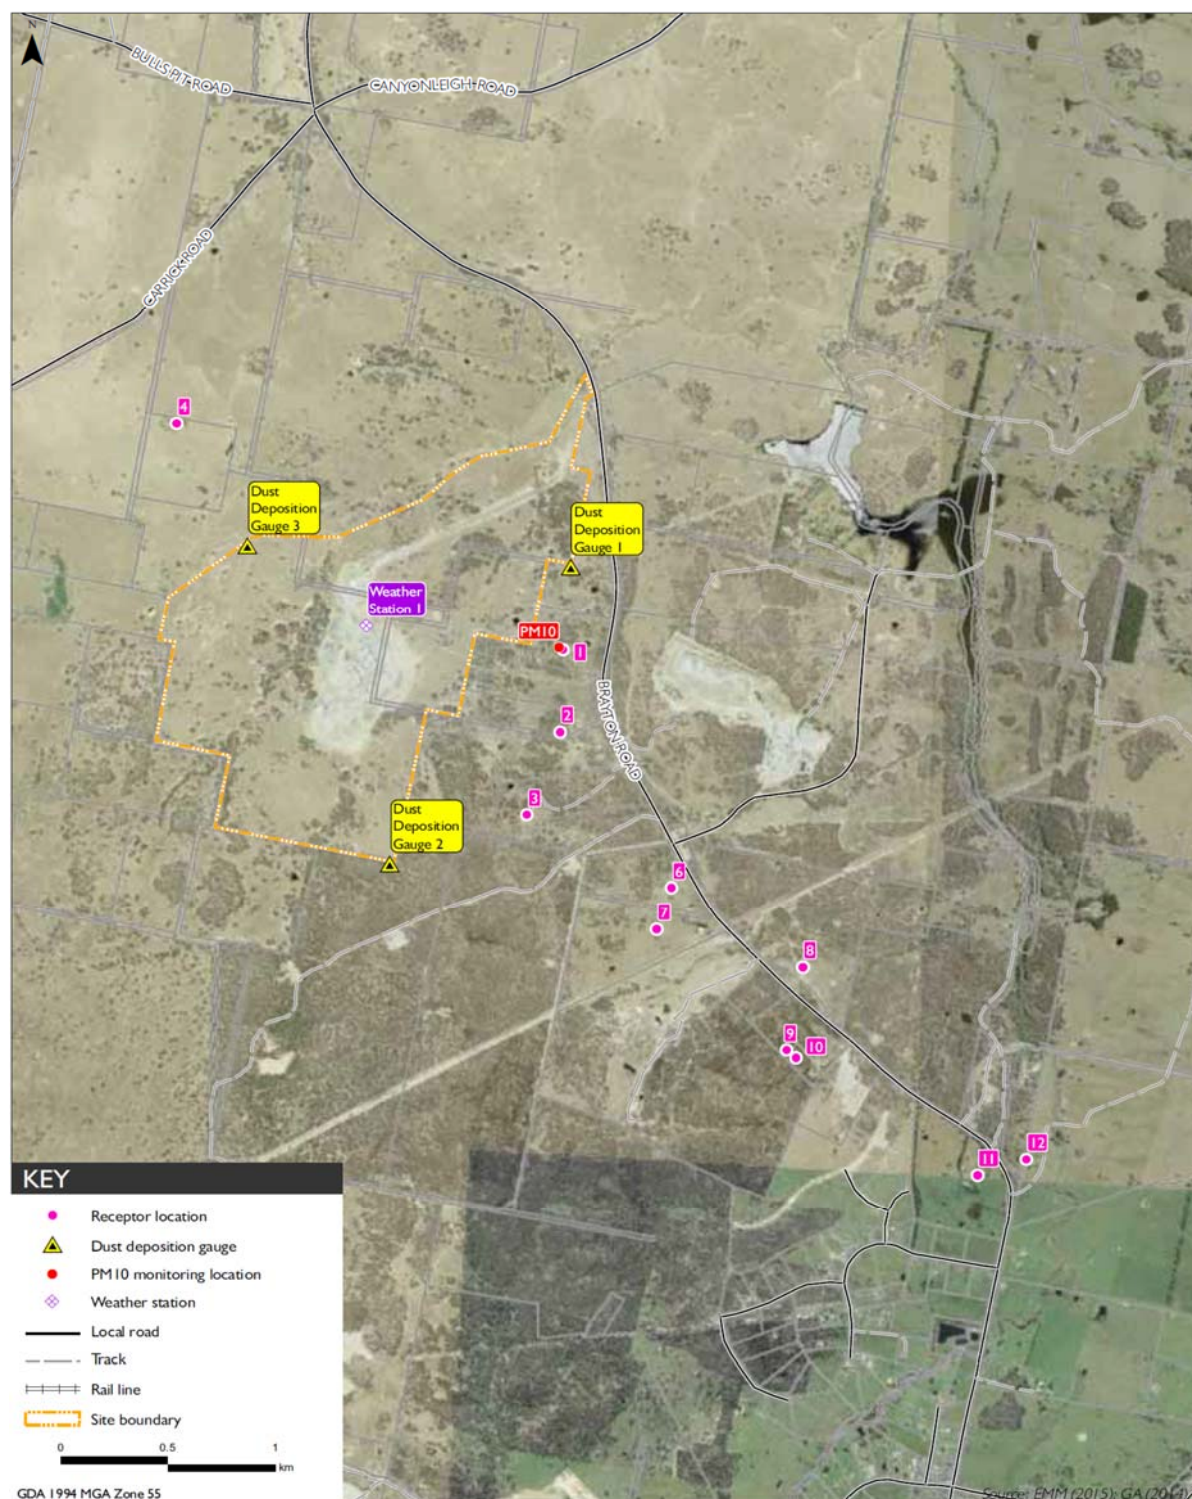 N
BULLS PIT ROAD
CANYONLEIGH ROAD
CARRICK ROAD
4
Dust
Deposition
Gauge 3
Dust
Deposition
Gauge 1
Weather
Station 1
PM10
1
2
BRAYTON ROAD
3
Dust
Deposition
Gauge 2
6
7
8
9
10
12
11
KEY
Receptor location
Dust deposition gauge
PM10 monitoring location
Weather station
Local road
Track
Rail line
Site boundary
0 0.5 1
km
GDA 1994 MGA Zone 55
Source: EMM (2015); GA (2014)